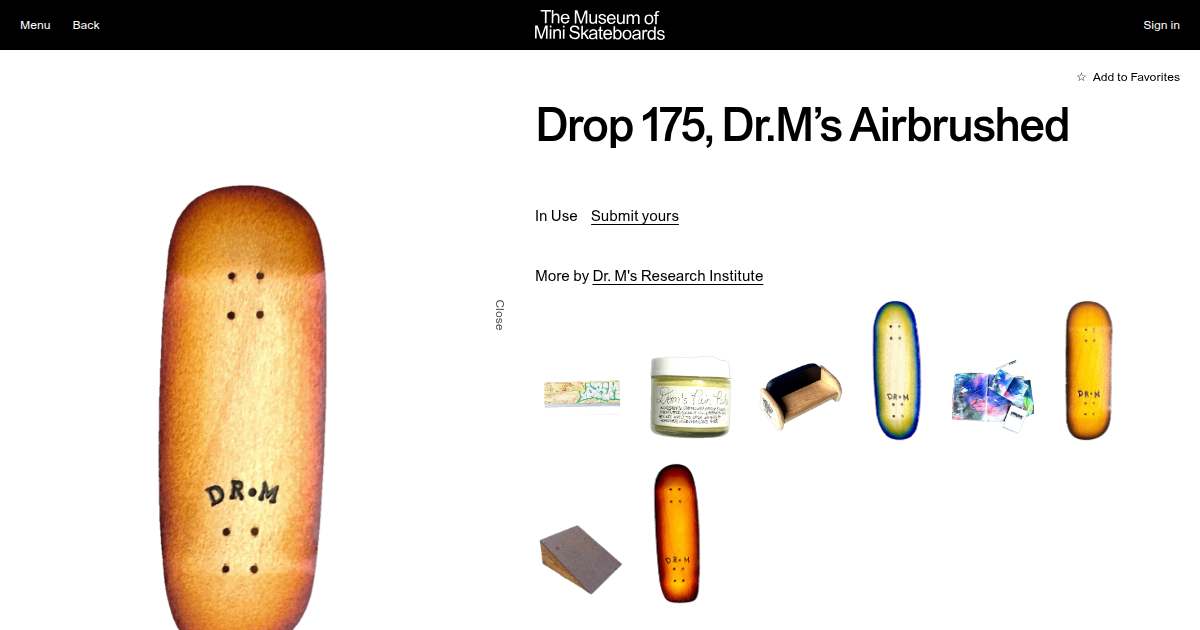 Menu
Back
The Museum of
Mini Skateboards
Sign in
☆ Add to Favorites
Drop 175, Dr.M’s Airbrushed
In Use Submit yours
More by Dr. M's Research Institute
Close
DR•M
DR•M
DR•M
DR•M